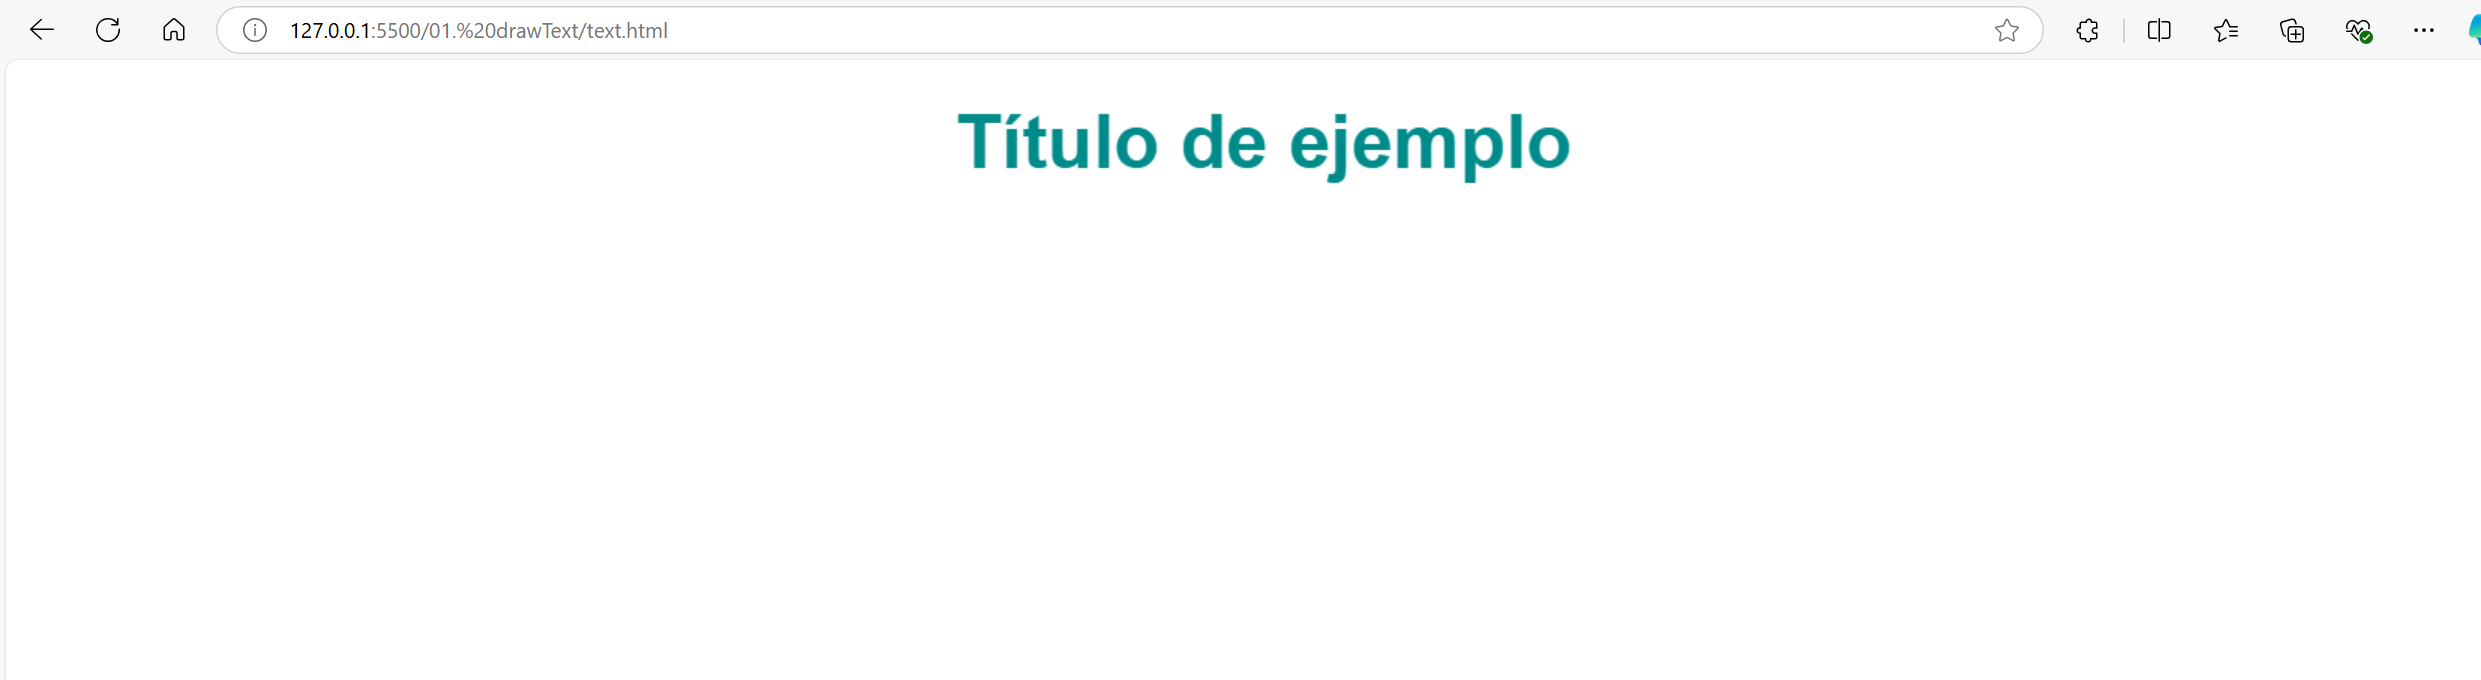 127.0.0.1:5500/01.%20drawText/text.html
Título de ejemplo